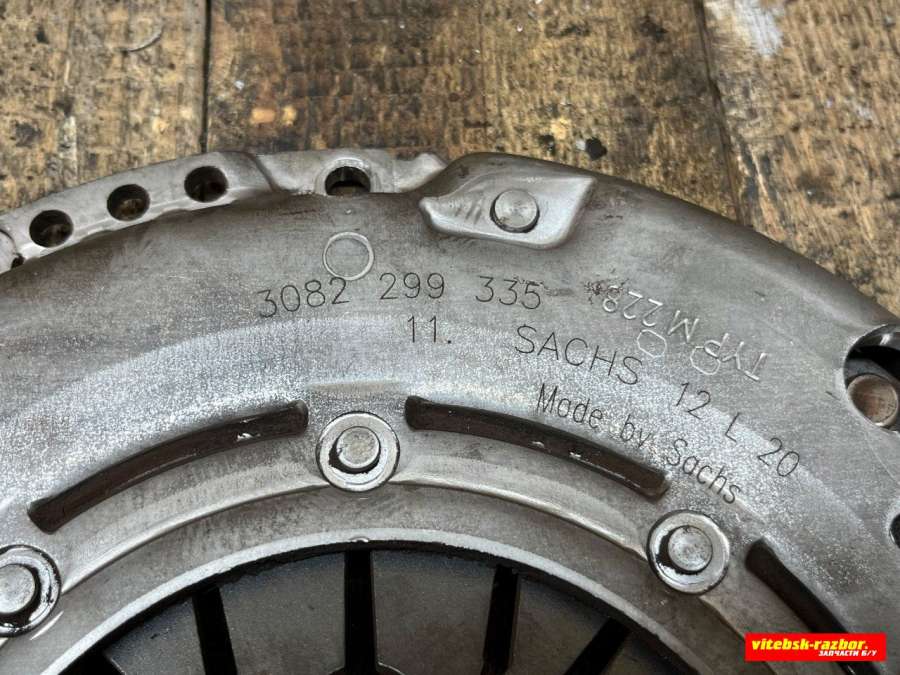 3082 299 335
TYP M228
11. SACHS 12 L 20
Made by Sachs
vitebsk-razbor.
ЗАПЧАСТИ Б/У